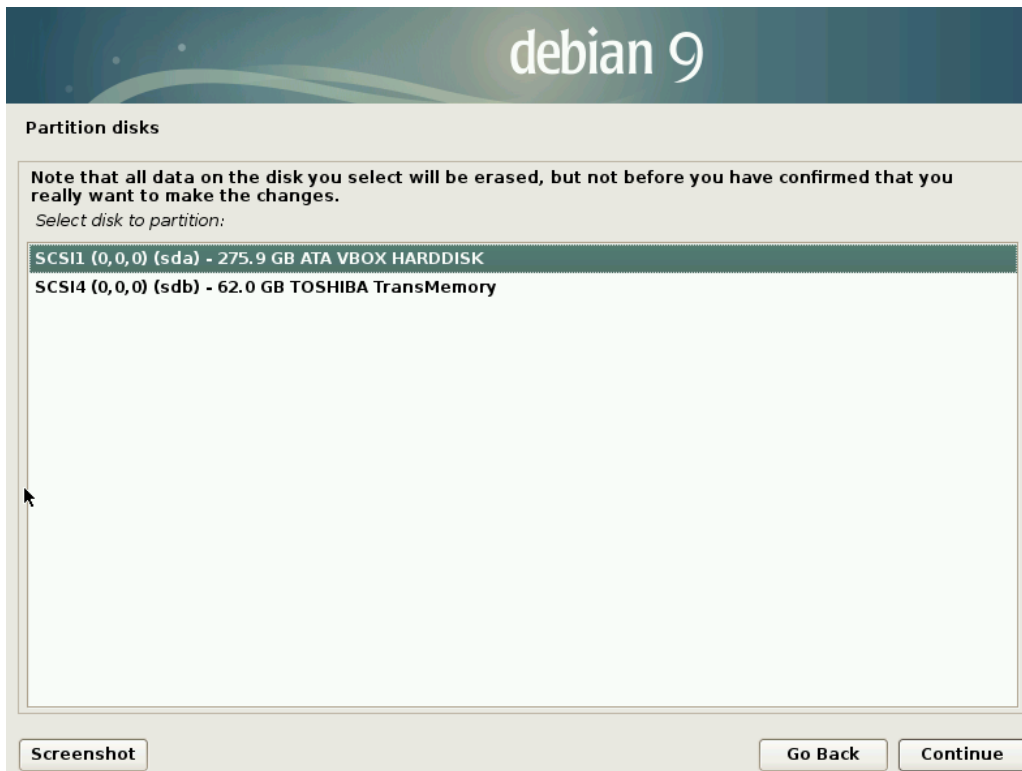 debian 9
Partition disks
Note that all data on the disk you select will be erased, but not before you have confirmed that you
really want to make the changes.
Select disk to partition:
SCSI1 (0,0,0) (sda) - 275.9 GB ATA VBOX HARDDISK
SCSI4 (0,0,0) (sdb) - 62.0 GB TOSHIBA TransMemory
Screenshot
Go Back
Continue